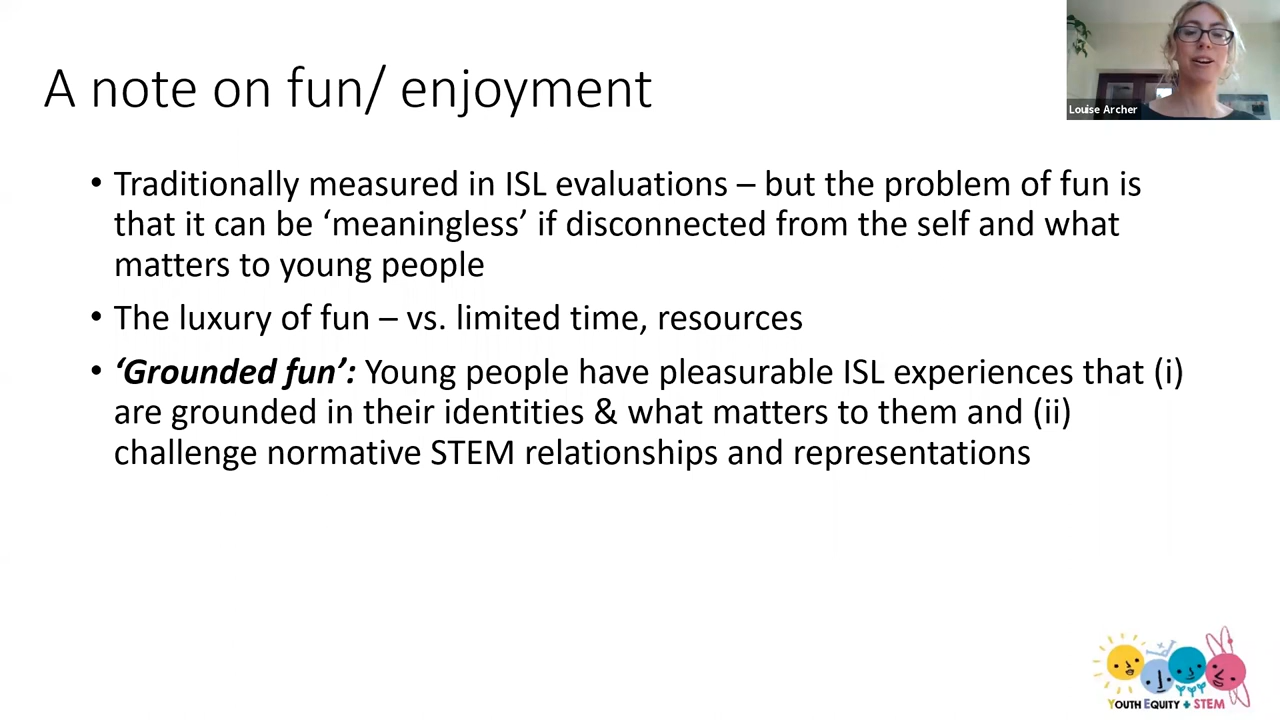 A note on fun/ enjoyment
Louise Archer
• Traditionally measured in ISL evaluations – but the problem of fun is
that it can be ‘meaningless’ if disconnected from the self and what
matters to young people
• The luxury of fun – vs. limited time, resources
• ‘Grounded fun’: Young people have pleasurable ISL experiences that (i)
are grounded in their identities & what matters to them and (ii)
challenge normative STEM relationships and representations
YOUTH EQUITY + STEM